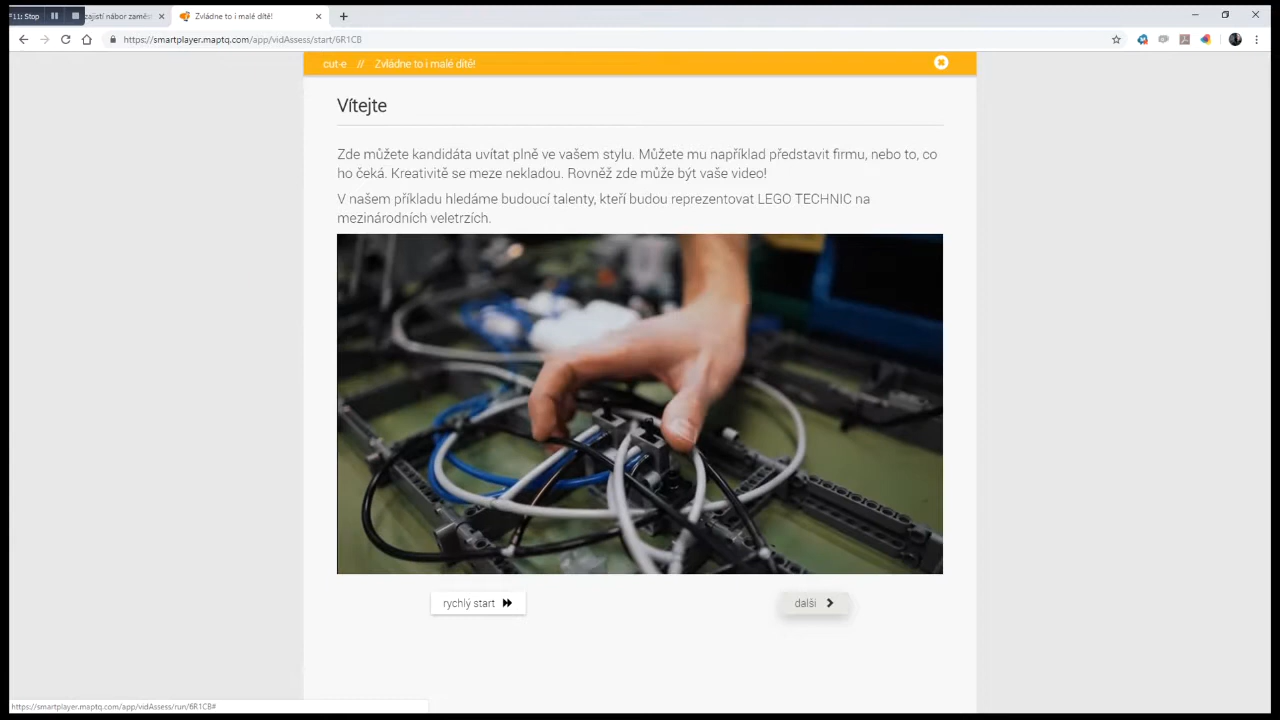 F11: Stop
zajistí nábor zaměst
Zvládne to i malé dítě!
https://smartplayer.maptq.com/app/vidAssess/start/6R1CB
cut-e // Zvládne to i malé dítě!
Vítejte
Zde můžete kandidáta uvítat plně ve vašem stylu. Můžete mu například představit firmu, nebo to, co
ho čeká. Kreativitě se meze nekladou. Rovněž zde může být vaše video!
V našem příkladu hledáme budoucí talenty, kteří budou reprezentovat LEGO TECHNIC na
mezinárodních veletrzích.
rychlý start
další
https://smartplayer.maptq.com/app/vidAssess/run/6R1CB#